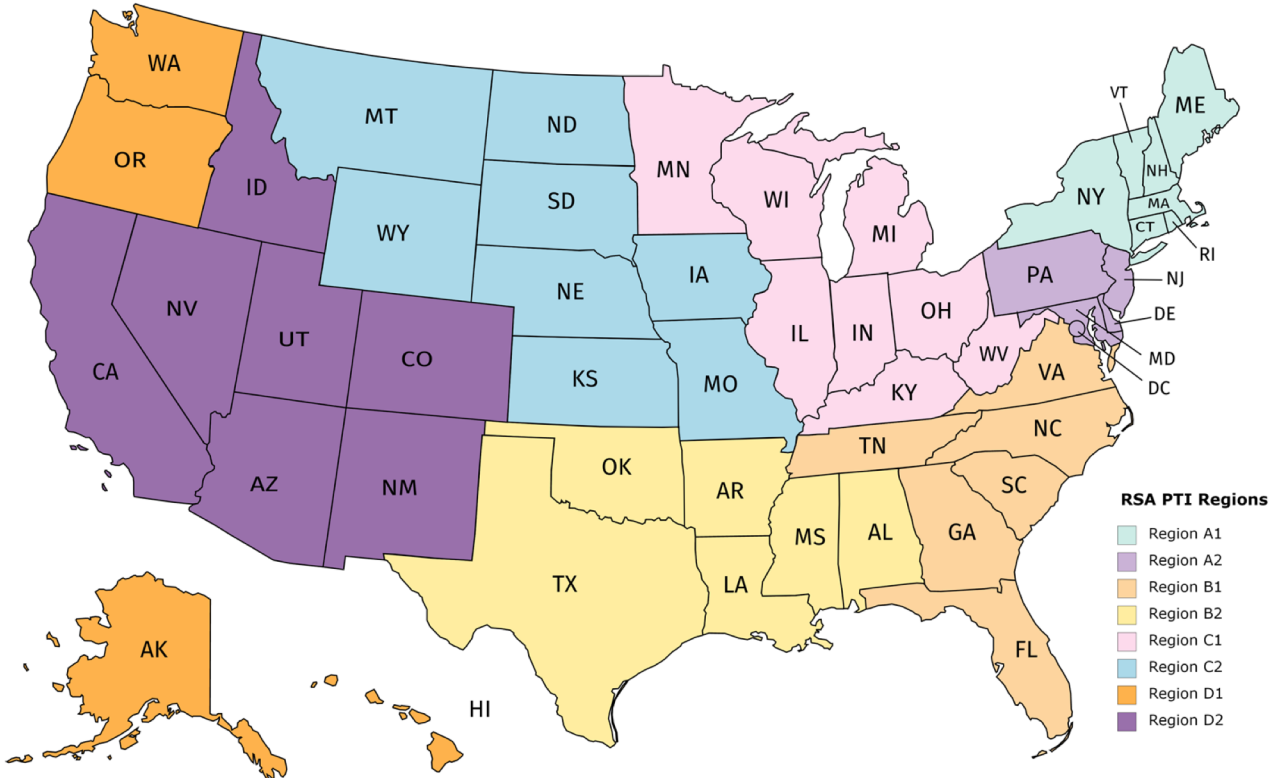 WA
OR
ID
MT
ND
SD
WY
NE
IA
KS
MO
MN
WI
MI
IL
IN
OH
KY
WV
VT
ME
NH
NY
MA
CT
RI
PA
NJ
DE
MD
DC
VA
NC
TN
SC
GA
FL
CA
NV
UT
CO
AZ
NM
OK
AR
TX
LA
MS
AL
AK
HI
RSA PTI Regions
Region A1
Region A2
Region B1
Region B2
Region C1
Region C2
Region D1
Region D2